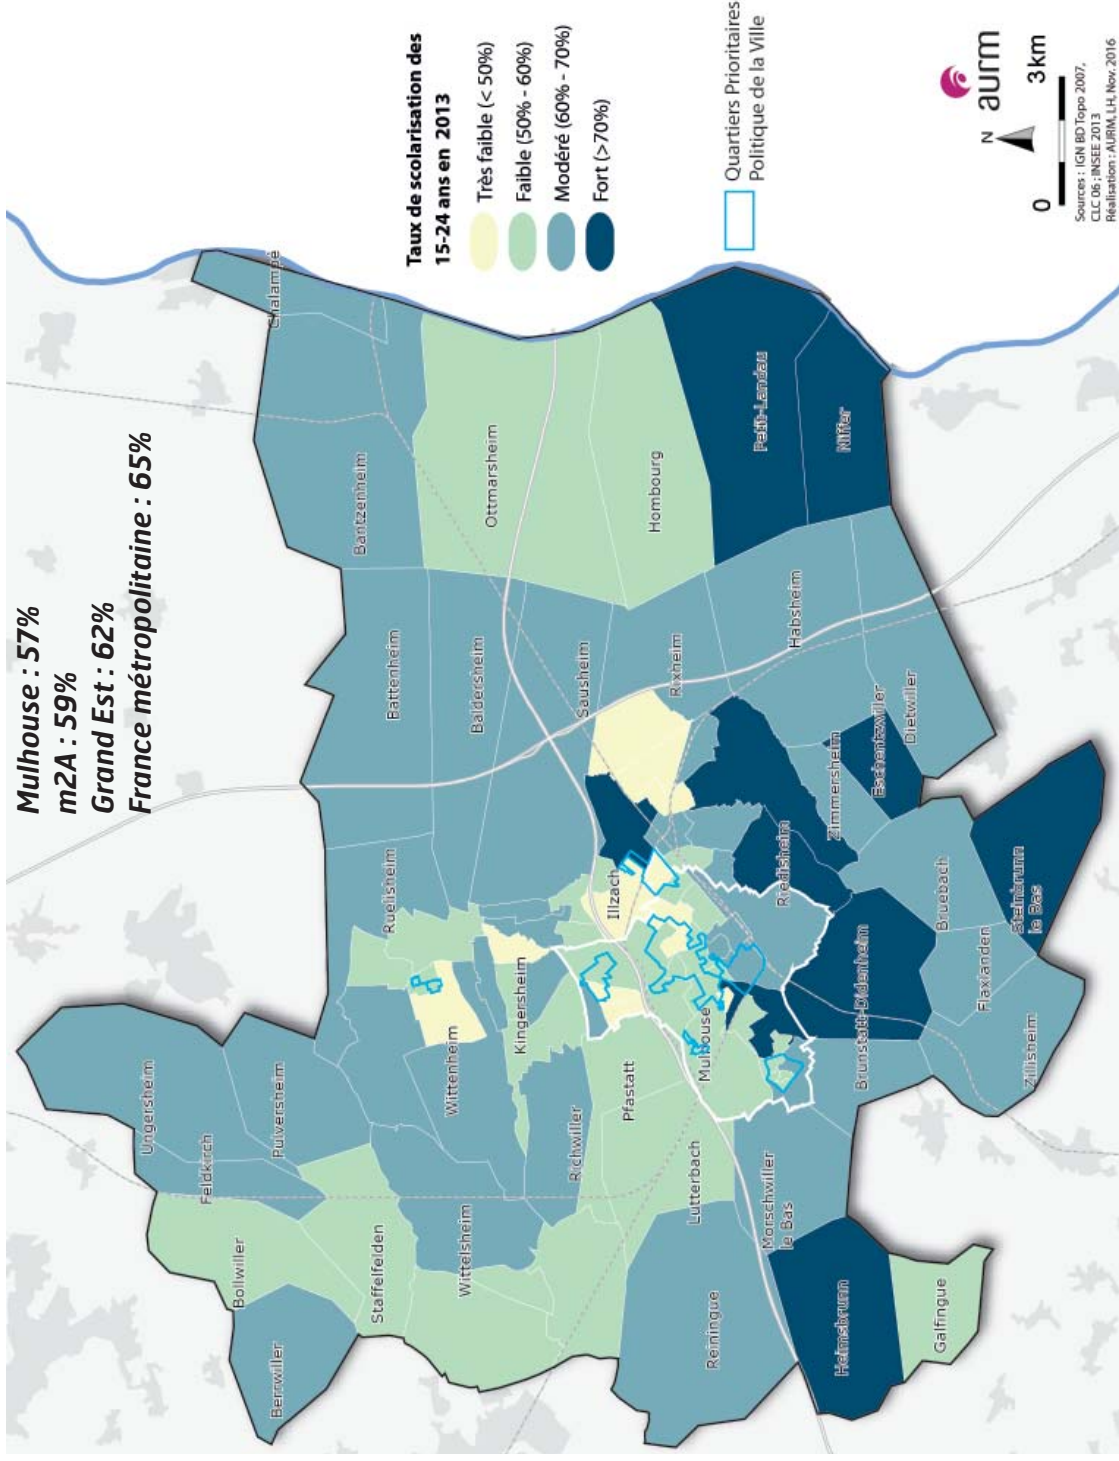 Mulhouse : 57%
m2A : 59%
Grand Est : 62%
France métropolitaine : 65%
Taux de scolarisation des
15-24 ans en 2013
Très faible (< 50%)
Faible (50% - 60%)
Modéré (60% - 70%)
Fort (>70%)
Quartiers Prioritaires
Politique de la Ville
Chalampé
Bantzenheim
Ottmarsheim
Hombourg
Petit-Landau
Niffer
Battenheim
Baldersheim
Sausheim
Rixheim
Habsheim
Dietwiller
Eschentzwiller
Zimmersheim
Ruelisheim
Illzach
Riedisheim
Bruebach
Steinbrunn
le Bas
Flaxlanden
Brunstatt-Didenheim
Zillisheim
Kingersheim
Wittenheim
Mulhouse
Pfastatt
Ungersheim
Pulversheim
Feldkirch
Richwiller
Lutterbach
Morschwiller
le Bas
Bollwiller
Staffelfelden
Wittelsheim
Berrwiller
Reiningue
Heimsbrunn
Galfingue
aurm
N
0 3km
Sources : IGN BD Topo 2007,
CLC 06 ; INSEE 2013
Réalisation : AURM, LH, Nov. 2016